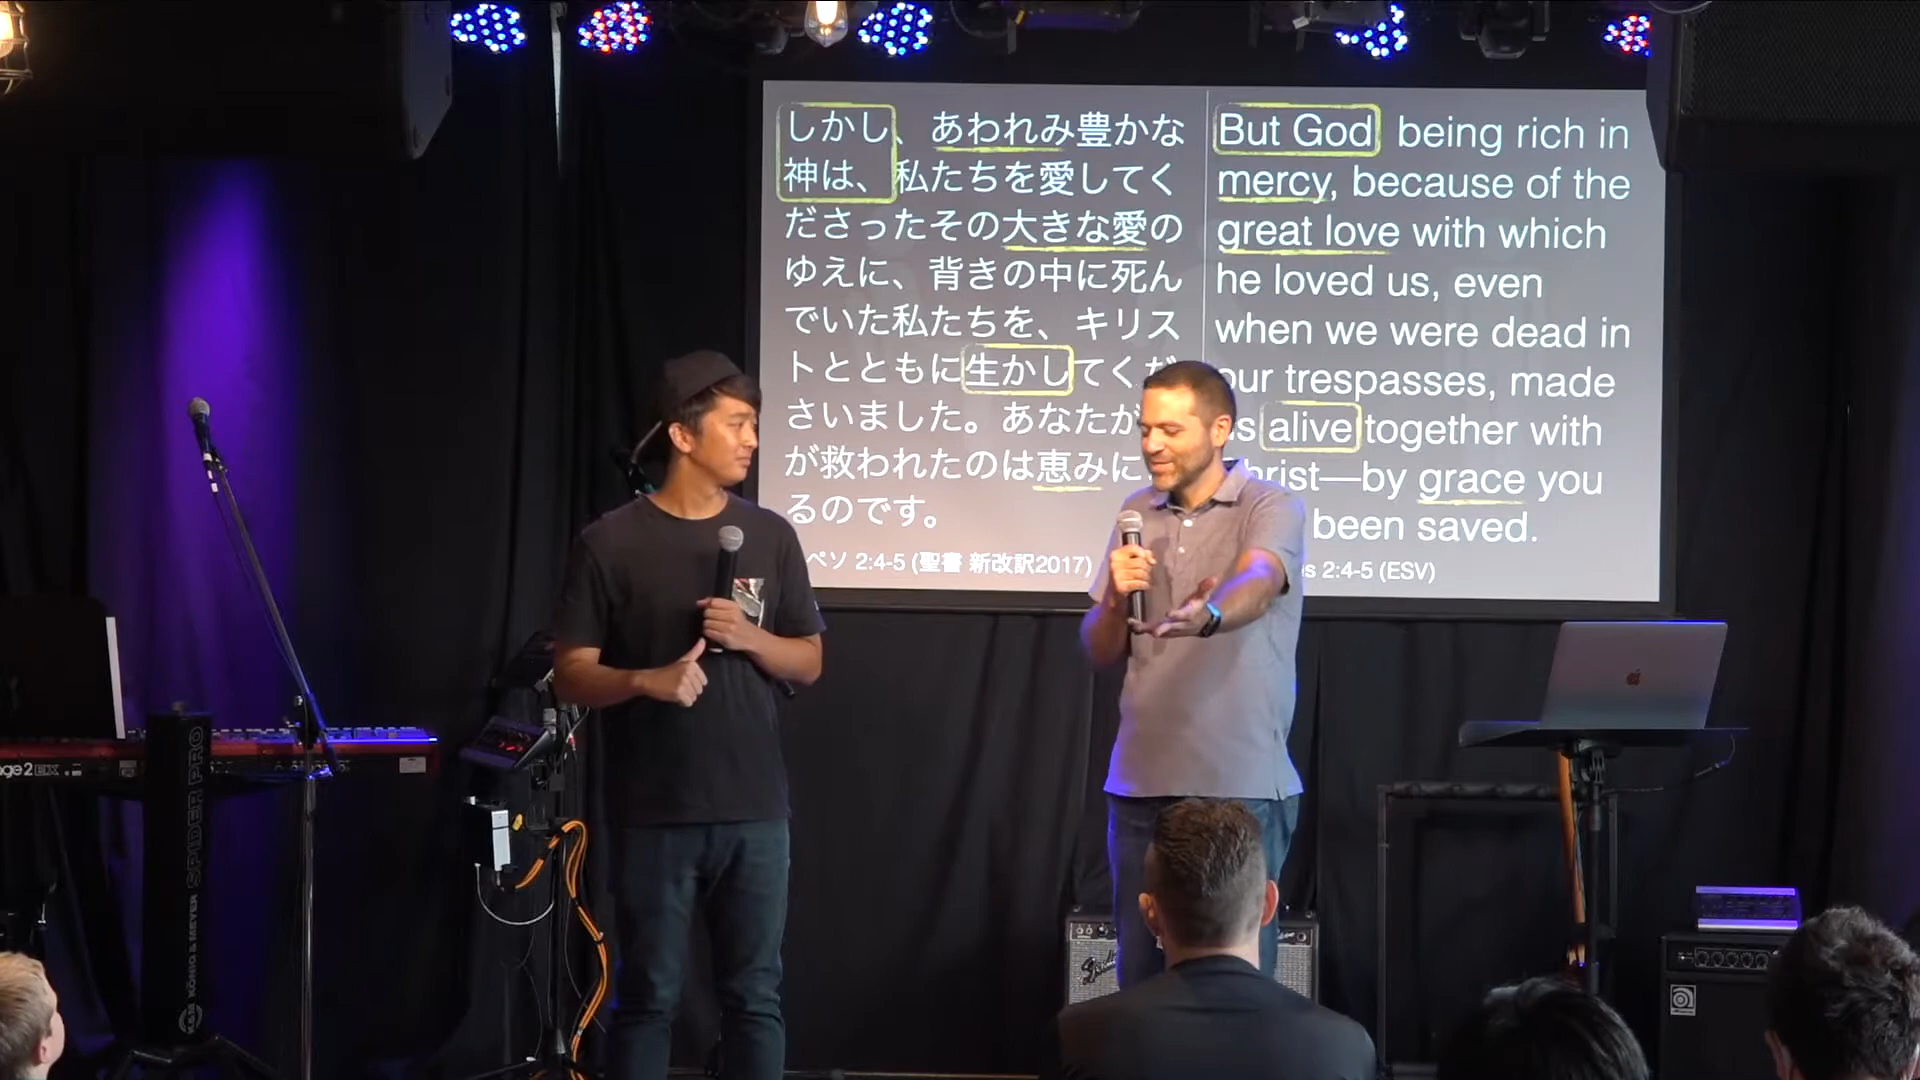 しかし、あわれみ豊かな
神は、私たちを愛してく
ださったその大きな愛の
ゆえに、背きの中に死ん
でいた私たちを、キリス
トとともに生かしてくだ
さいました。あなたが
が救われたのは恵みに
るのです。
ペソ 2:4-5 (聖書 新改訳2017)
But God being rich in
mercy, because of the
great love with which
he loved us, even
when we were dead in
our trespasses, made
alive together with
Christ—by grace you
been saved.
2:4-5 (ESV)
SPIDER PRO
KÖNIG & MEYER
K&M